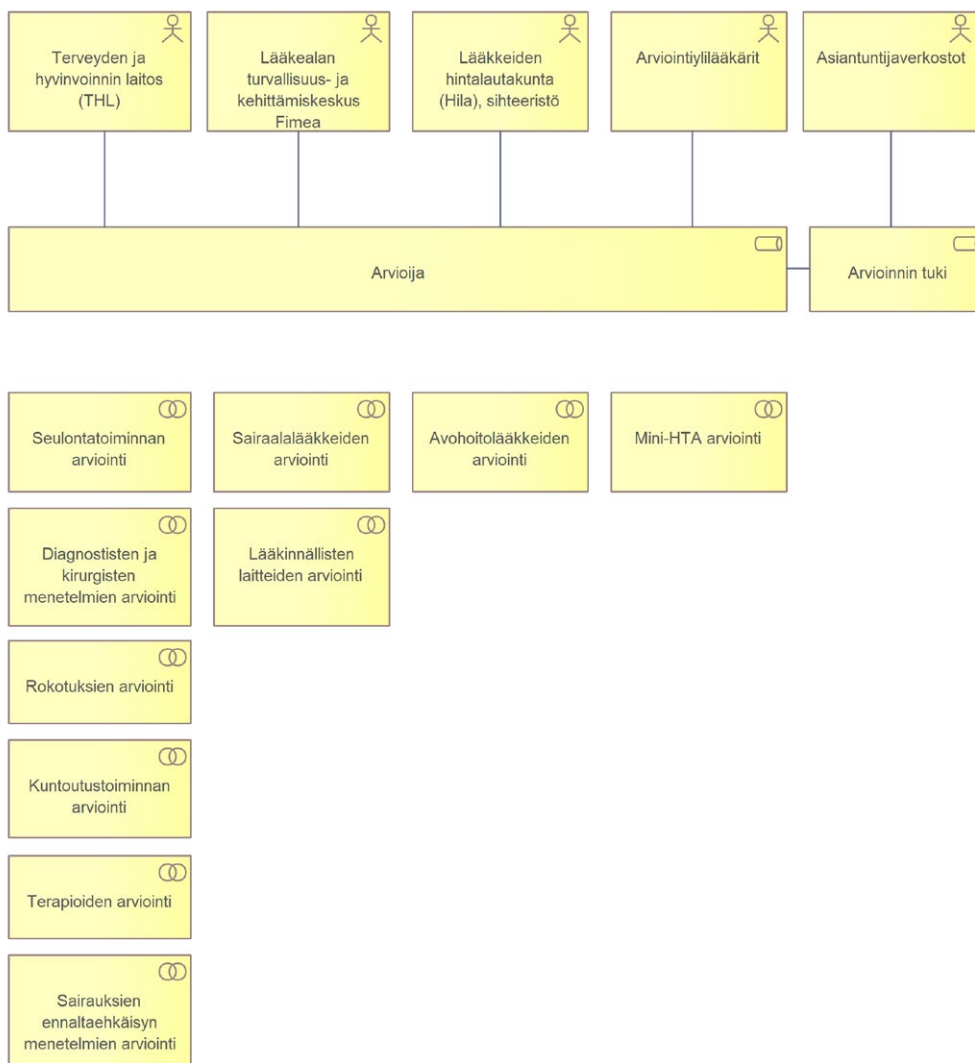 Terveyden ja
hyvinvoinnin laitos
(THL)
Lääkealan
turvallisuus- ja
kehittämiskeskus
Fimea
Lääkkeiden
hintalautakunta
(Hila), sihteeristö
Arviointiylilääkärit
Asiantuntijaverkostot
Arvioija
Arvioinnin tuki
Seulontatoiminnan
arviointi
Sairaalalääkkeiden
arviointi
Avohoitolääkkeiden
arviointi
Mini-HTA arviointi
Diagnostisten ja
kirurgisten
menetelmien arviointi
Lääkinnällisten
laitteiden arviointi
Rokotuksien arviointi
Kuntoutustoiminnan
arviointi
Terapioiden arviointi
Sairauksien
ennaltaehkäisyn
menetelmien arviointi